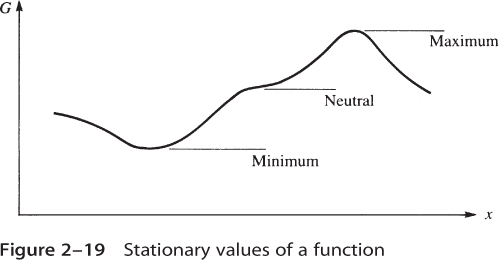 G
Maximum
Neutral
Minimum
x
Figure 2–19 Stationary values of a function